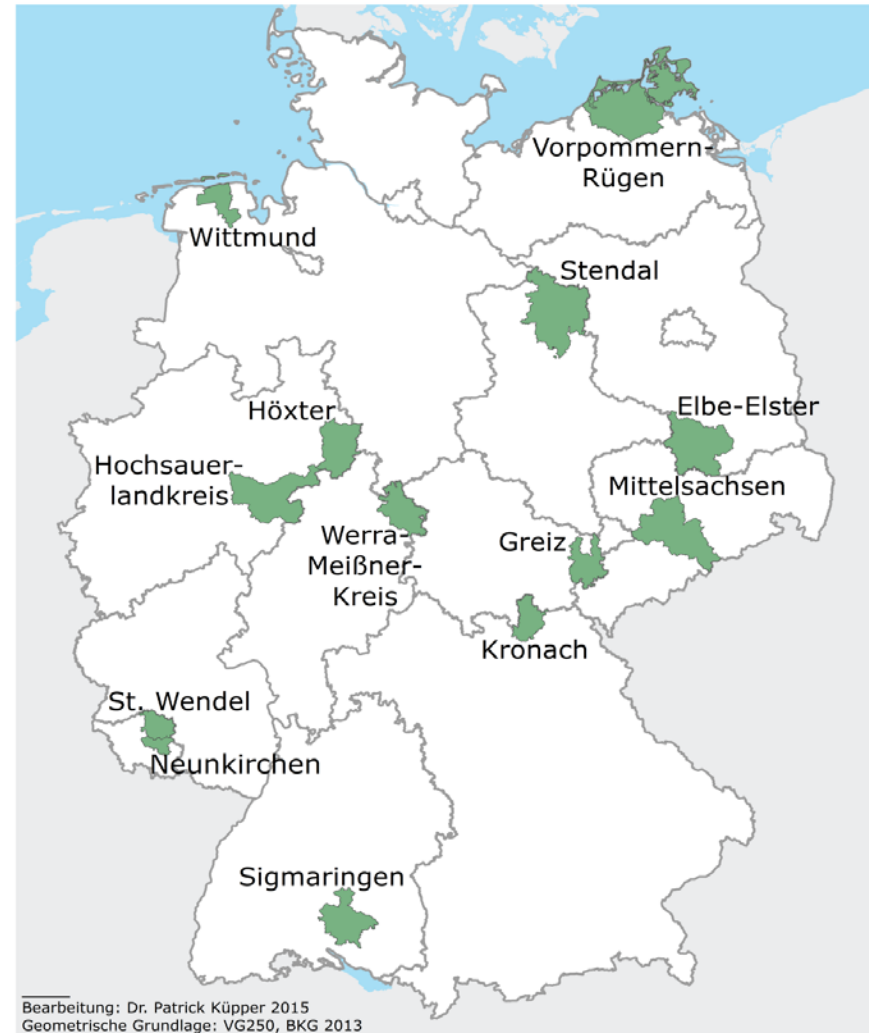 Vorpommern-
Rügen
Wittmund
Stendal
Höxter
Elbe-Elster
Hochsauer-
landkreis
Mittelsachsen
Werra-
Meißner-
Kreis
Greiz
Kronach
St. Wendel
Neunkirchen
Sigmaringen
Bearbeitung: Dr. Patrick Küpper 2015
Geometrische Grundlage: VG250, BKG 2013